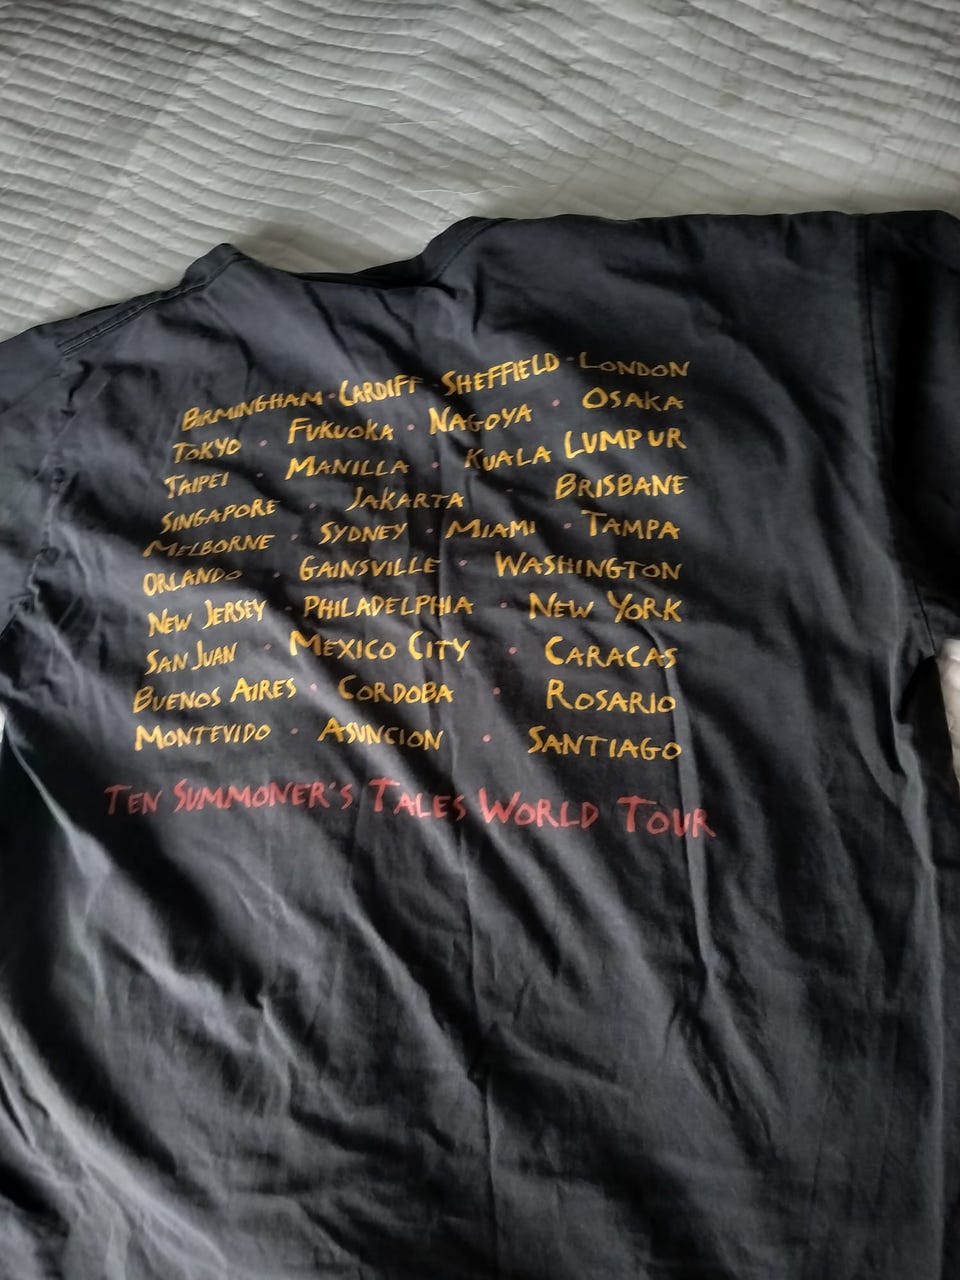 BIRMINGHAM · CARDIFF · SHEFFIELD · LONDON
TOKYO · FUKUOKA · NAGOYA · OSAKA
TAIPEI · MANILLA · KUALA LUMPUR
SINGAPORE · JAKARTA · BRISBANE
MELBORNE · SYDNEY · MIAMI · TAMPA
ORLANDO · GAINSVILLE · WASHINGTON
NEW JERSEY · PHILADELPHIA · NEW YORK
SAN JUAN · MEXICO CITY · CARACAS
BUENOS AIRES · CORDOBA · ROSARIO
MONTEVIDO · ASUNCION · SANTIAGO
TEN SUMMONER'S TALES WORLD TOUR